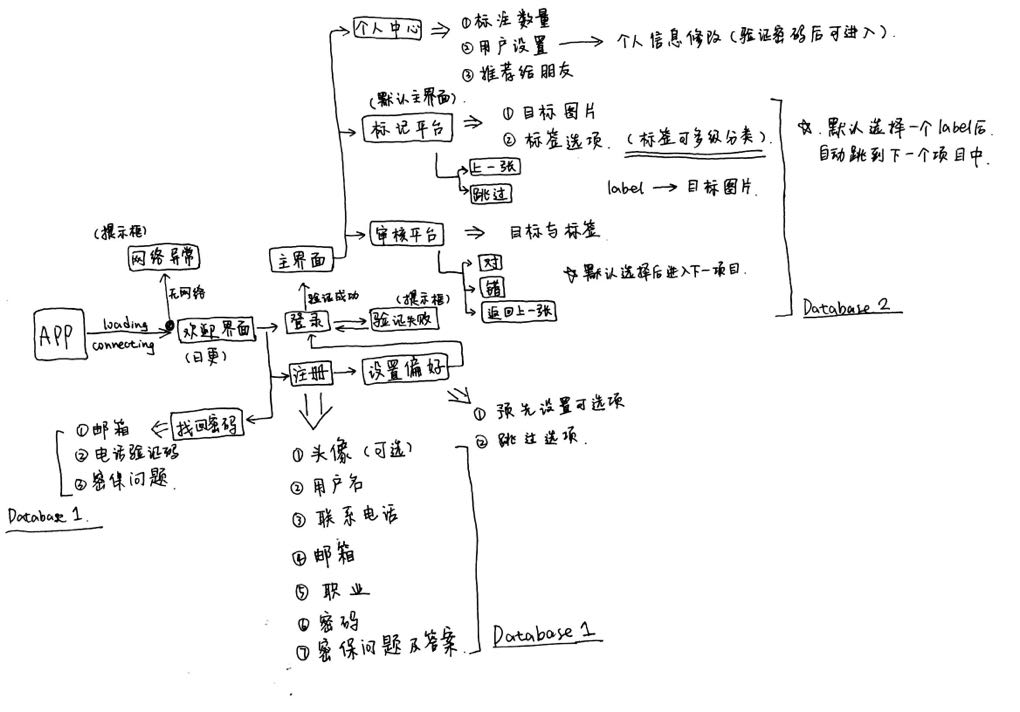 个人中心
①标注数量
②用户设置
个人信息修改(验证密码后可进入).
③推荐给朋友
(默认主界面).
标记平台
①目标图片
②标签选项.
(标签可多级分类).
上一张
跳过
label → 目标图片.
☆.默认选择一个label后
自动跳到下一个项目中.
审核平台
目标与标签.
对
错
返回上一张
☆默认选择后进入下一项目.
Database 2
主界面
(提示框)
网络异常
无网络
APP
loading
connecting
欢迎界面
(日更)
验证成功
登录
(提示框)
验证失败
注册
设置偏好
①预先设置可选项
②跳过选项.
找回密码
①邮箱
②电话验证码
③密保问题.
Database 1.
①头像(可选)
②用户名
③联系电话
④邮箱
⑤职业
⑥密码
⑦密保问题及答案.
Database 1